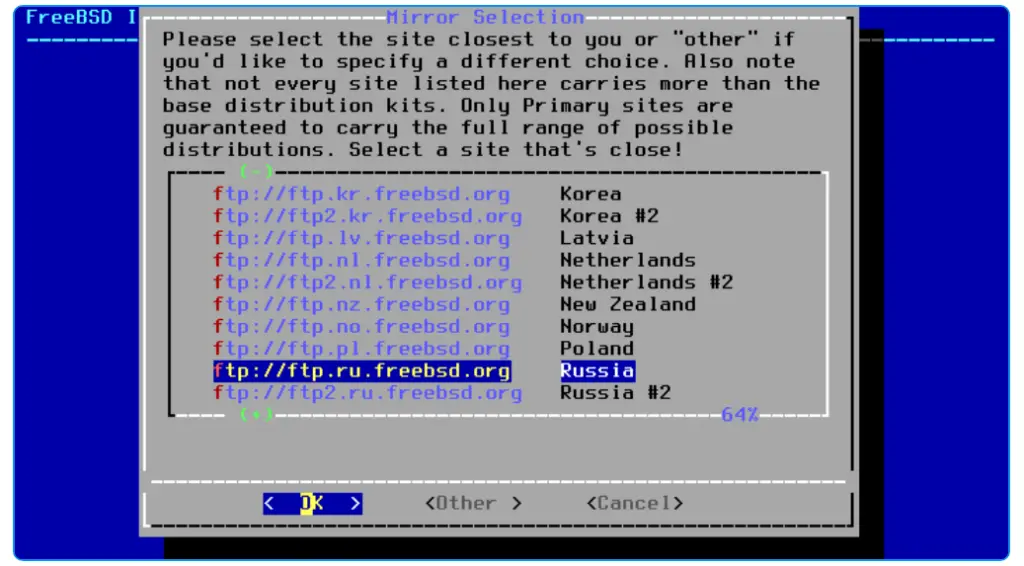 FreeBSD I
Mirror Selection
Please select the site closest to you or "other" if
you'd like to specify a different choice. Also note
that not every site listed here carries more than the
base distribution kits. Only Primary sites are
guaranteed to carry the full range of possible
distributions. Select a site that's close!
(-)
ftp://ftp.kr.freebsd.org Korea
ftp://ftp2.kr.freebsd.org Korea #2
ftp://ftp.lv.freebsd.org Latvia
ftp://ftp.nl.freebsd.org Netherlands
ftp://ftp2.nl.freebsd.org Netherlands #2
ftp://ftp.nz.freebsd.org New Zealand
ftp://ftp.no.freebsd.org Norway
ftp://ftp.pl.freebsd.org Poland
ftp://ftp.ru.freebsd.org Russia
ftp://ftp2.ru.freebsd.org Russia #2
(+) 64%
< OK > <Other > <Cancel>